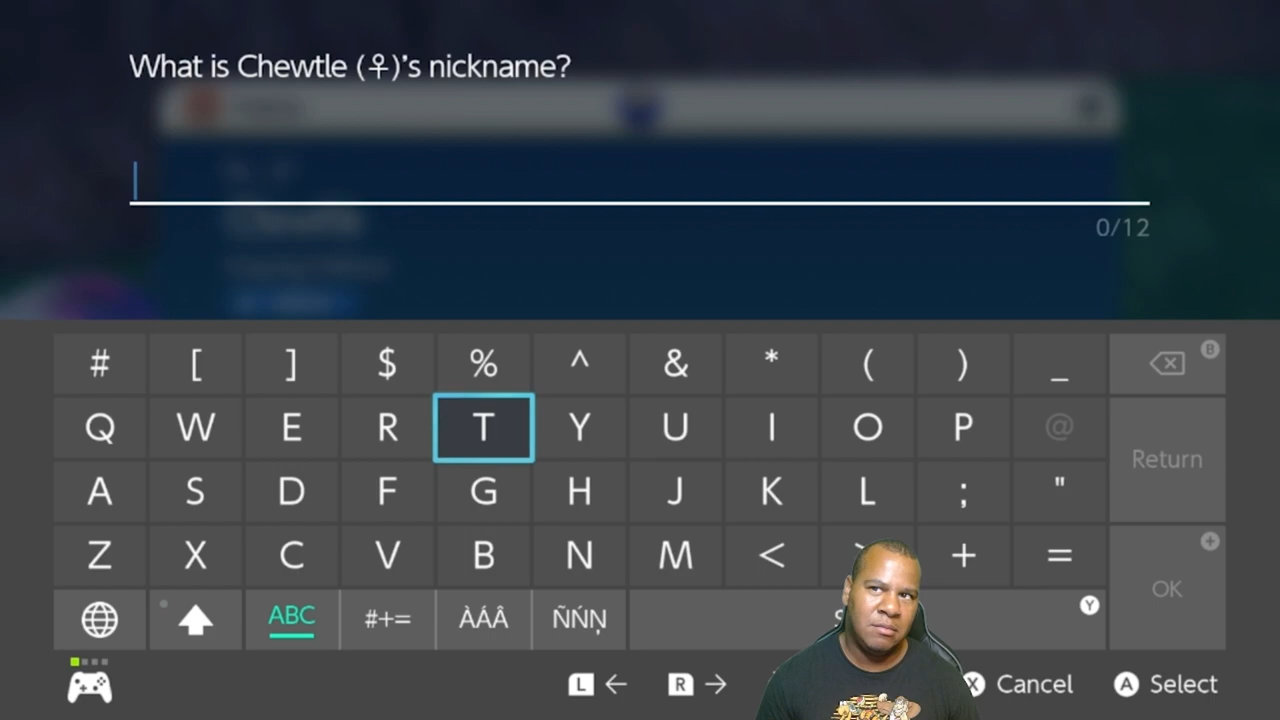 What is Chewtle (♀)'s nickname?
0/12
# [ ] $ % ^ & * ( ) _ B
Q W E R T Y U I O P @ Return
A S D F G H J K L ; "
Z X C V B N M < + = + OK
ABC #+= ÀÁÂ ÑŃŅ Y
L ← R → X Cancel A Select